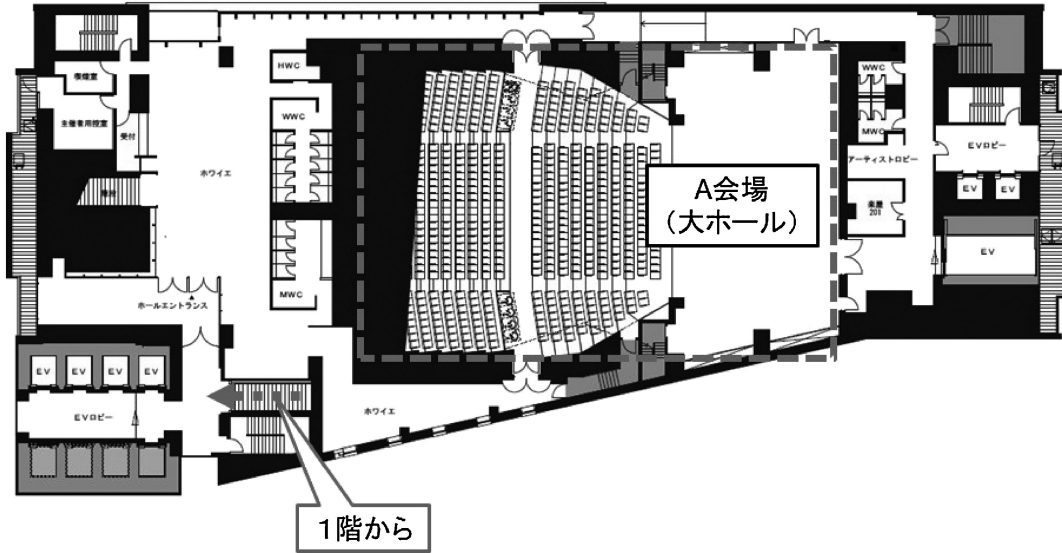 喫煙室
主催者用控室
受付
HWC
WWC
ホワイエ
MWC
ホールエントランス
EV
EV
EV
EV
EVロビー
ホワイエ
1階から
A会場
(大ホール)
WWC
MWC
アーティストロビー
楽屋
201
EVロビー
EV
EV
EV